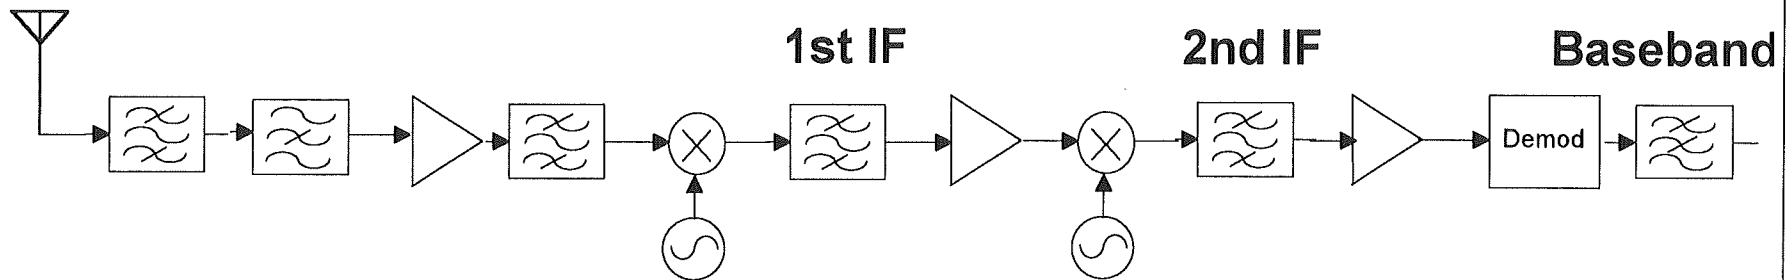 1st IF
2nd IF
Baseband
Demod